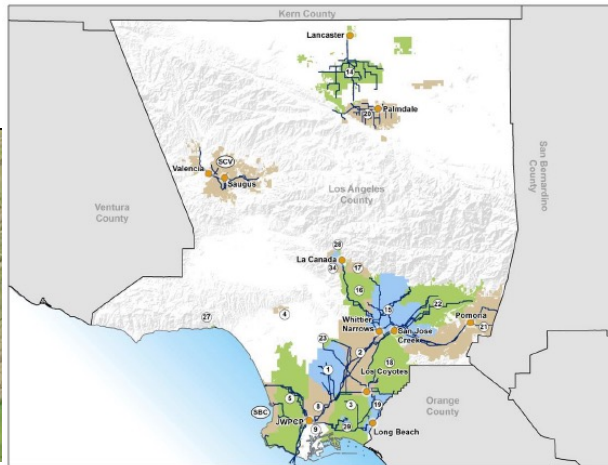 Kern County
Lancaster
14
Palmdale
20
SCV
Valencia
Saugus
San Bernardino
County
Ventura
County
Los Angeles
County
28
La Canada
34
17
16
22
15
27
4
Pomona
21
Whittier
Narrows
San Jose
Creek
23
2
1
18
Los Coyotes
Orange
County
5
8
3
19
SBC
JWPCP
9
29
Long Beach